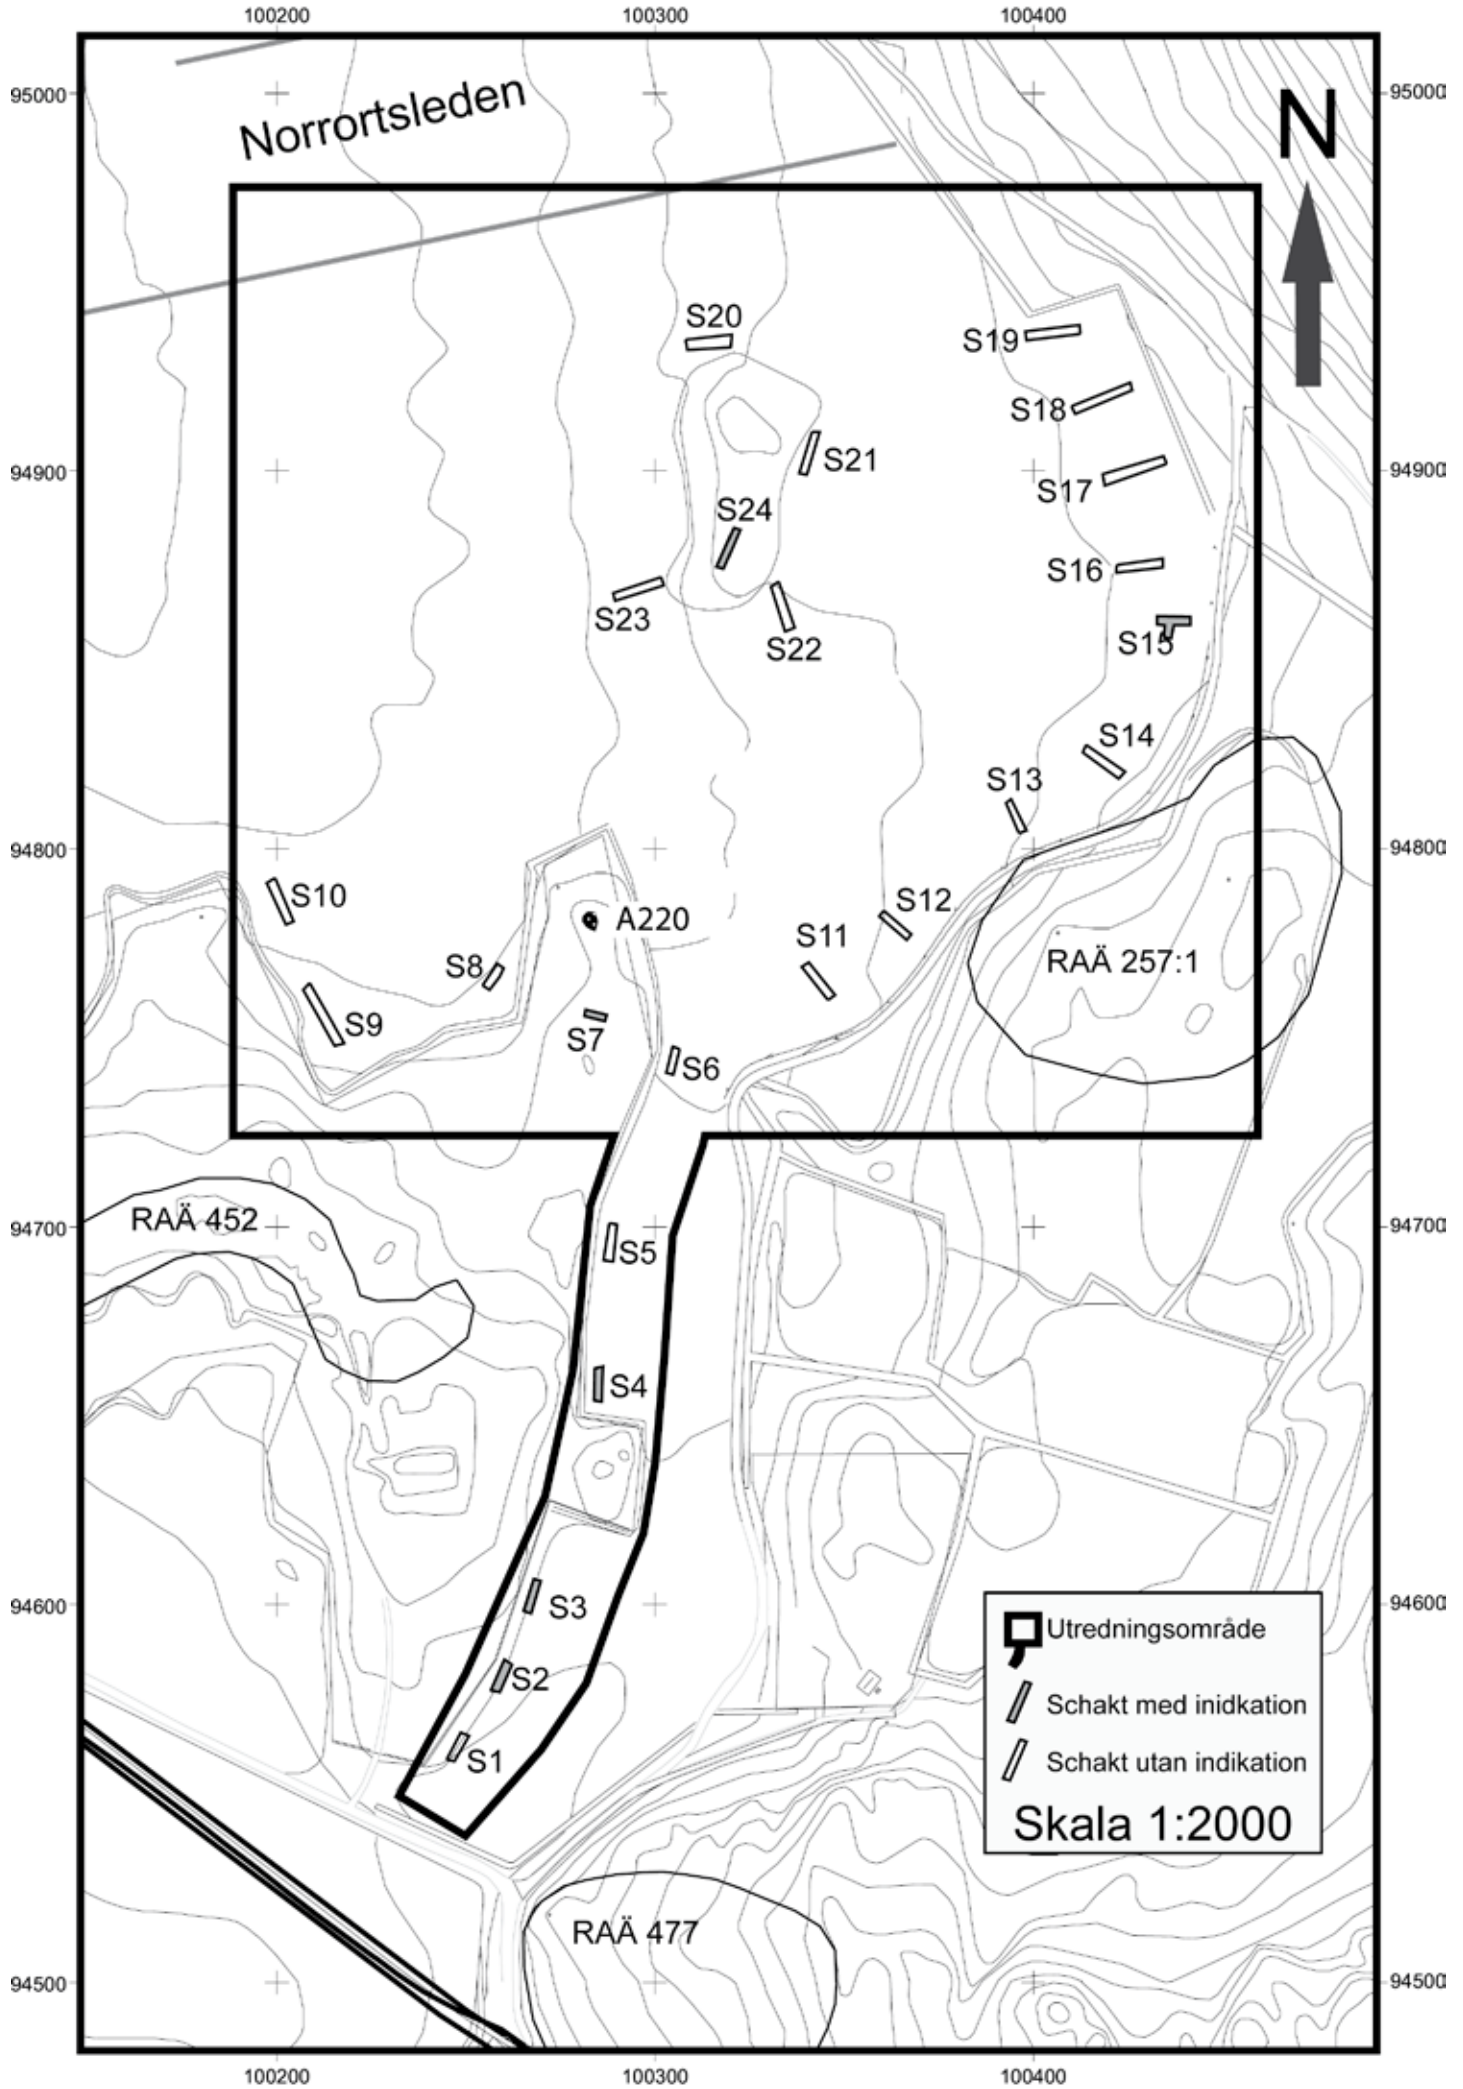 100200 100300 100400
95000 95000
Norrortsleden
N
S20
S19
S18
94900 94900
S21
S17
S24
S16
S23
S15
S22
S14
S13
94800 94800
S10
S12
A220
S11
S8
RAÄ 257:1
S9
S7
S6
94700 94700
RAÄ 452
S5
S4
94600 94600
S3
Utredningsområde
S2
Schakt med inidkation
S1
Schakt utan indikation
Skala 1:2000
RAÄ 477
94500 94500
100200 100300 100400